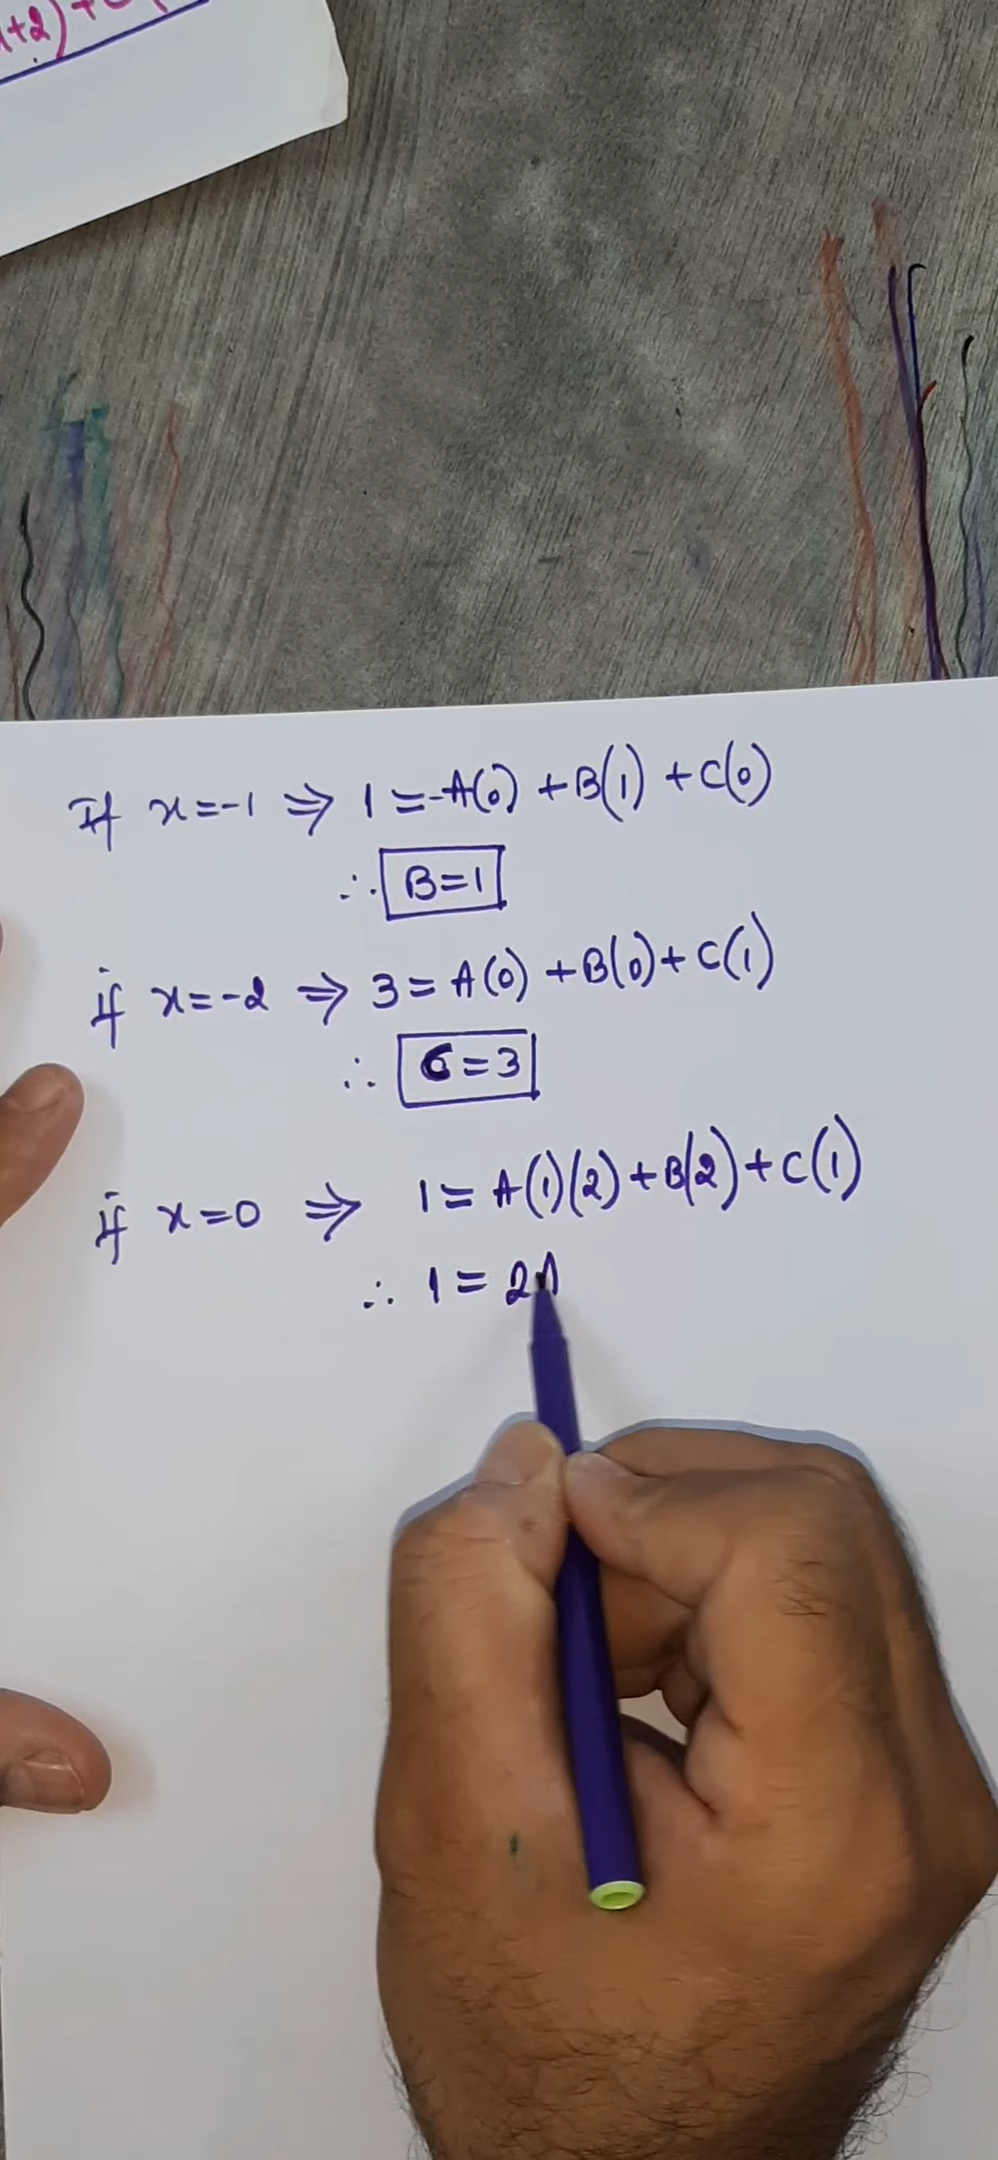 +2)+
If x=-1 ⇒ 1=-A(0) +B(1) +C(0)
∴ B=1
if x=-2 ⇒ 3=A(0) +B(0)+C(1)
∴ C=3
if x=0 ⇒ 1=A(1)(2)+B(2)+C(1)
∴ 1=2A